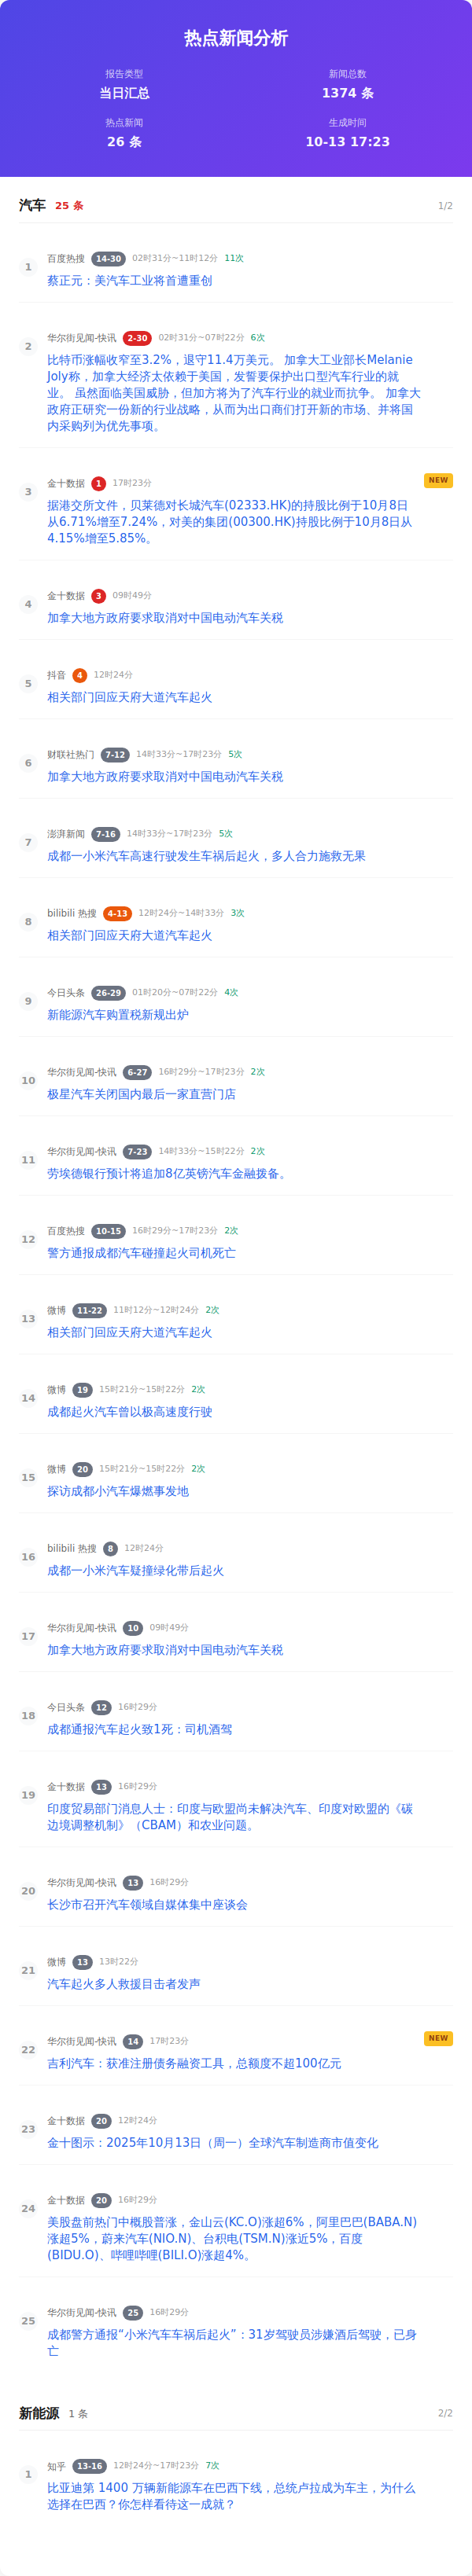 热点新闻分析
报告类型
当日汇总
新闻总数
1374 条
热点新闻
26 条
生成时间
10-13 17:23
汽车 25 条 1/2
1 百度热搜 14-30 02时31分~11时12分 11次
蔡正元：美汽车工业将首遭重创
2 华尔街见闻-快讯 2-30 02时31分~07时22分 6次
比特币涨幅收窄至3.2%，退守11.4万美元。 加拿大工业部长Melanie
Joly称，加拿大经济太依赖于美国，发誓要保护出口型汽车行业的就
业。 虽然面临美国威胁，但加方将为了汽车行业的就业而抗争。 加拿大
政府正研究一份新的行业战略，从而为出口商们打开新的市场、并将国
内采购列为优先事项。
3 金十数据 1 17时23分 NEW
据港交所文件，贝莱德对长城汽车(02333.HK)的持股比例于10月8日
从6.71%增至7.24%，对美的集团(00300.HK)持股比例于10月8日从
4.15%增至5.85%。
4 金十数据 3 09时49分
加拿大地方政府要求取消对中国电动汽车关税
5 抖音 4 12时24分
相关部门回应天府大道汽车起火
6 财联社热门 7-12 14时33分~17时23分 5次
加拿大地方政府要求取消对中国电动汽车关税
7 澎湃新闻 7-16 14时33分~17时23分 5次
成都一小米汽车高速行驶发生车祸后起火，多人合力施救无果
8 bilibili 热搜 4-13 12时24分~14时33分 3次
相关部门回应天府大道汽车起火
9 今日头条 26-29 01时20分~07时22分 4次
新能源汽车购置税新规出炉
10 华尔街见闻-快讯 6-27 16时29分~17时23分 2次
极星汽车关闭国内最后一家直营门店
11 华尔街见闻-快讯 7-23 14时33分~15时22分 2次
劳埃德银行预计将追加8亿英镑汽车金融拨备。
12 百度热搜 10-15 16时29分~17时23分 2次
警方通报成都汽车碰撞起火司机死亡
13 微博 11-22 11时12分~12时24分 2次
相关部门回应天府大道汽车起火
14 微博 19 15时21分~15时22分 2次
成都起火汽车曾以极高速度行驶
15 微博 20 15时21分~15时22分 2次
探访成都小汽车爆燃事发地
16 bilibili 热搜 8 12时24分
成都一小米汽车疑撞绿化带后起火
17 华尔街见闻-快讯 10 09时49分
加拿大地方政府要求取消对中国电动汽车关税
18 今日头条 12 16时29分
成都通报汽车起火致1死：司机酒驾
19 金十数据 13 16时29分
印度贸易部门消息人士：印度与欧盟尚未解决汽车、印度对欧盟的《碳
边境调整机制》（CBAM）和农业问题。
20 华尔街见闻-快讯 13 16时29分
长沙市召开汽车领域自媒体集中座谈会
21 微博 13 13时22分
汽车起火多人救援目击者发声
22 华尔街见闻-快讯 14 17时23分 NEW
吉利汽车：获准注册债务融资工具，总额度不超100亿元
23 金十数据 20 12时24分
金十图示：2025年10月13日（周一）全球汽车制造商市值变化
24 金十数据 20 16时29分
美股盘前热门中概股普涨，金山云(KC.O)涨超6%，阿里巴巴(BABA.N)
涨超5%，蔚来汽车(NIO.N)、台积电(TSM.N)涨近5%，百度
(BIDU.O)、哔哩哔哩(BILI.O)涨超4%。
25 华尔街见闻-快讯 25 16时29分
成都警方通报“小米汽车车祸后起火”：31岁驾驶员涉嫌酒后驾驶，已身
亡
新能源 1 条 2/2
1 知乎 13-16 12时24分~17时23分 7次
比亚迪第 1400 万辆新能源车在巴西下线，总统卢拉成为车主，为什么
选择在巴西？你怎样看待这一成就？